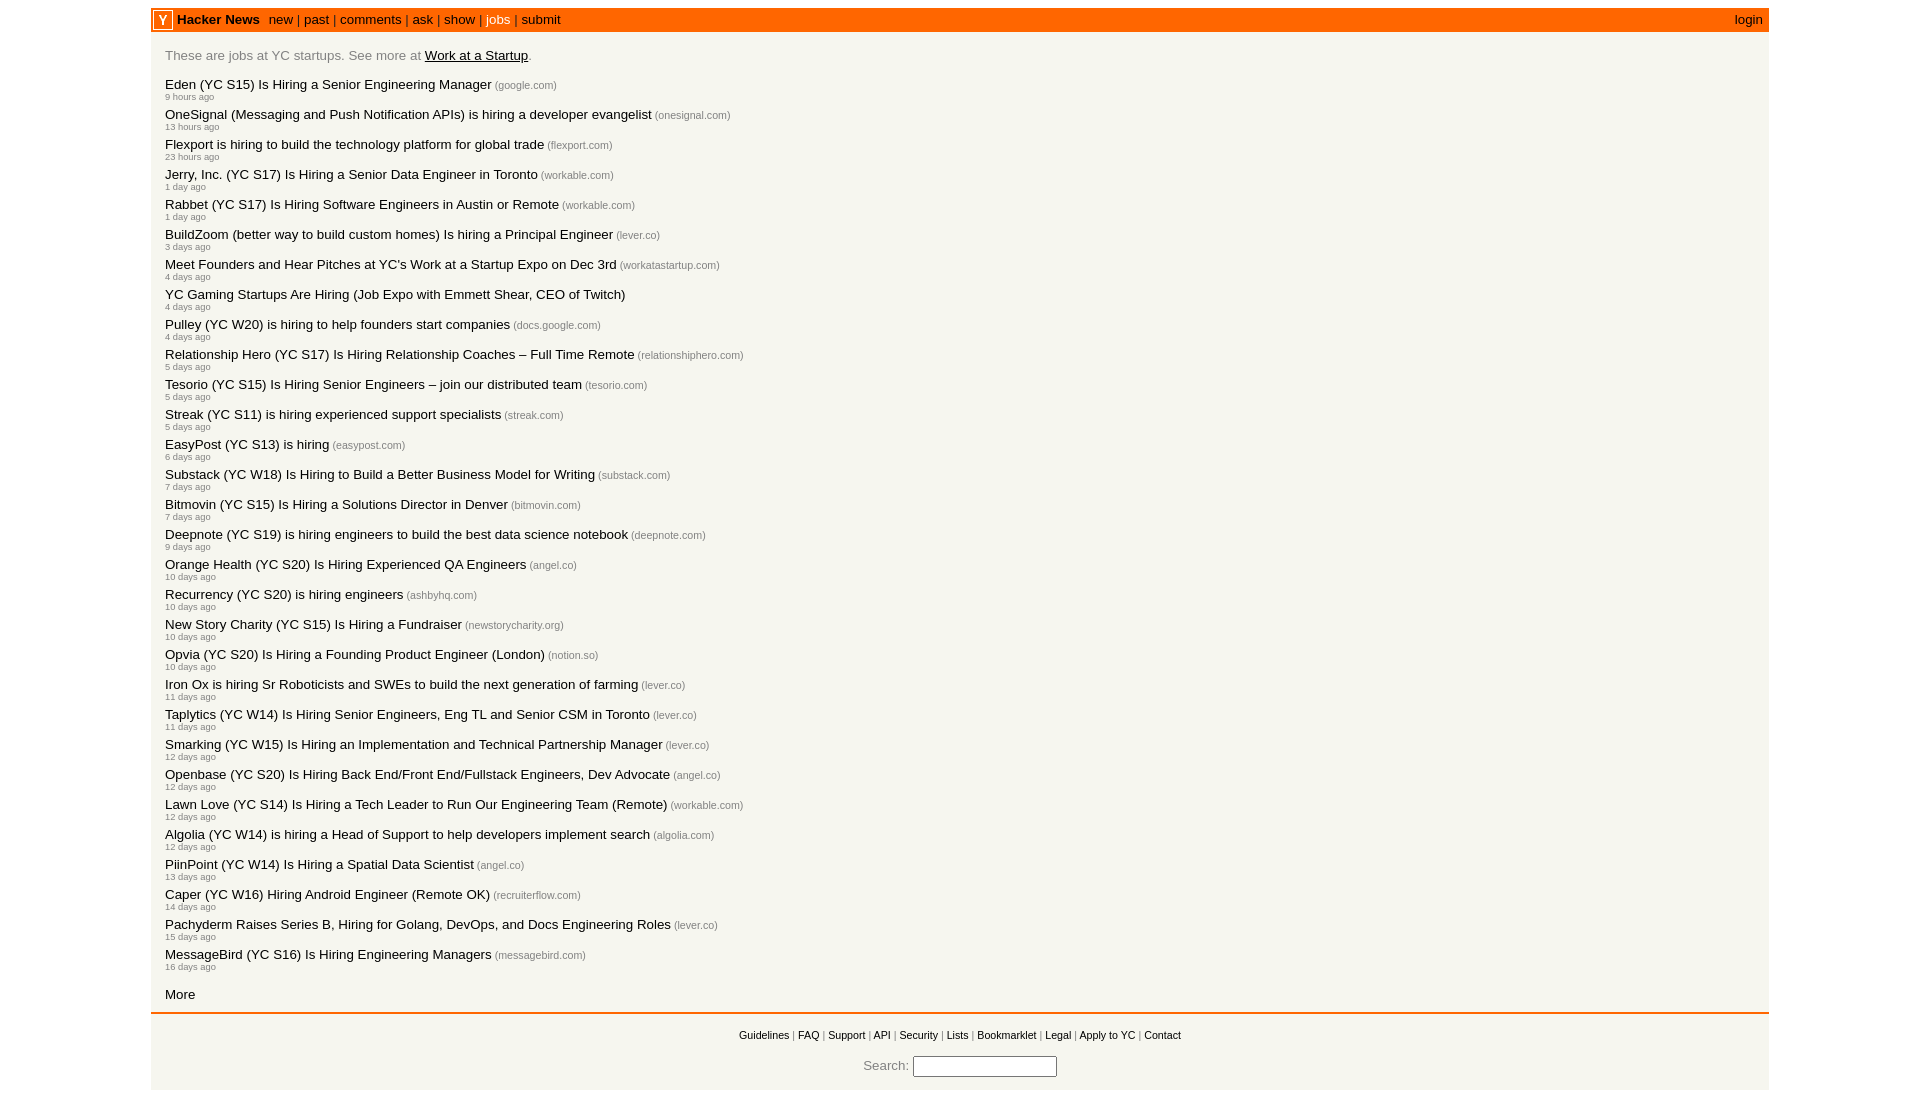 Y Hacker News new | past | comments | ask | show | jobs | submit login
These are jobs at YC startups. See more at Work at a Startup.
Eden (YC S15) Is Hiring a Senior Engineering Manager (google.com)
9 hours ago
OneSignal (Messaging and Push Notification APIs) is hiring a developer evangelist (onesignal.com)
13 hours ago
Flexport is hiring to build the technology platform for global trade (flexport.com)
23 hours ago
Jerry, Inc. (YC S17) Is Hiring a Senior Data Engineer in Toronto (workable.com)
1 day ago
Rabbet (YC S17) Is Hiring Software Engineers in Austin or Remote (workable.com)
1 day ago
BuildZoom (better way to build custom homes) Is hiring a Principal Engineer (lever.co)
3 days ago
Meet Founders and Hear Pitches at YC's Work at a Startup Expo on Dec 3rd (workatastartup.com)
4 days ago
YC Gaming Startups Are Hiring (Job Expo with Emmett Shear, CEO of Twitch)
4 days ago
Pulley (YC W20) is hiring to help founders start companies (docs.google.com)
4 days ago
Relationship Hero (YC S17) Is Hiring Relationship Coaches – Full Time Remote (relationshiphero.com)
5 days ago
Tesorio (YC S15) Is Hiring Senior Engineers – join our distributed team (tesorio.com)
5 days ago
Streak (YC S11) is hiring experienced support specialists (streak.com)
5 days ago
EasyPost (YC S13) is hiring (easypost.com)
6 days ago
Substack (YC W18) Is Hiring to Build a Better Business Model for Writing (substack.com)
7 days ago
Bitmovin (YC S15) Is Hiring a Solutions Director in Denver (bitmovin.com)
7 days ago
Deepnote (YC S19) is hiring engineers to build the best data science notebook (deepnote.com)
9 days ago
Orange Health (YC S20) Is Hiring Experienced QA Engineers (angel.co)
10 days ago
Recurrency (YC S20) is hiring engineers (ashbyhq.com)
10 days ago
New Story Charity (YC S15) Is Hiring a Fundraiser (newstorycharity.org)
10 days ago
Opvia (YC S20) Is Hiring a Founding Product Engineer (London) (notion.so)
10 days ago
Iron Ox is hiring Sr Roboticists and SWEs to build the next generation of farming (lever.co)
11 days ago
Taplytics (YC W14) Is Hiring Senior Engineers, Eng TL and Senior CSM in Toronto (lever.co)
11 days ago
Smarking (YC W15) Is Hiring an Implementation and Technical Partnership Manager (lever.co)
12 days ago
Openbase (YC S20) Is Hiring Back End/Front End/Fullstack Engineers, Dev Advocate (angel.co)
12 days ago
Lawn Love (YC S14) Is Hiring a Tech Leader to Run Our Engineering Team (Remote) (workable.com)
12 days ago
Algolia (YC W14) is hiring a Head of Support to help developers implement search (algolia.com)
12 days ago
PiinPoint (YC W14) Is Hiring a Spatial Data Scientist (angel.co)
13 days ago
Caper (YC W16) Hiring Android Engineer (Remote OK) (recruiterflow.com)
14 days ago
Pachyderm Raises Series B, Hiring for Golang, DevOps, and Docs Engineering Roles (lever.co)
15 days ago
MessageBird (YC S16) Is Hiring Engineering Managers (messagebird.com)
16 days ago
More
Guidelines | FAQ | Support | API | Security | Lists | Bookmarklet | Legal | Apply to YC | Contact
Search: